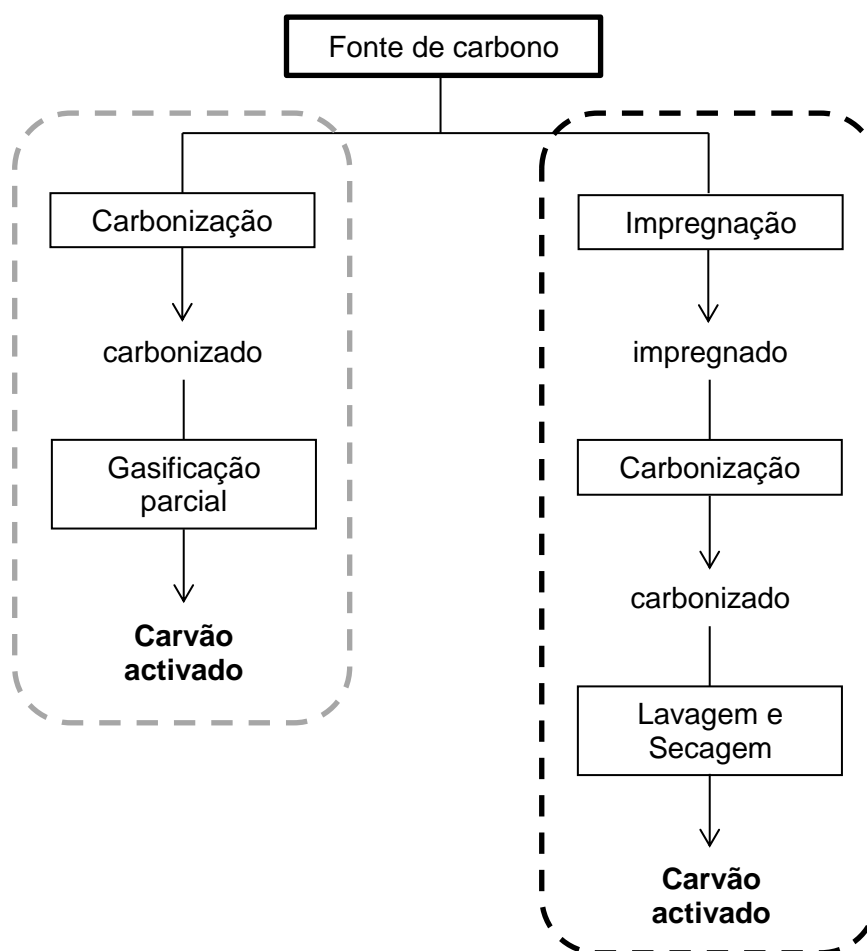 Fonte de carbono
Carbonização
carbonizado
Gasificação
parcial
Carvão
activado
Impregnação
impregnado
Carbonização
carbonizado
Lavagem e
Secagem
Carvão
activado